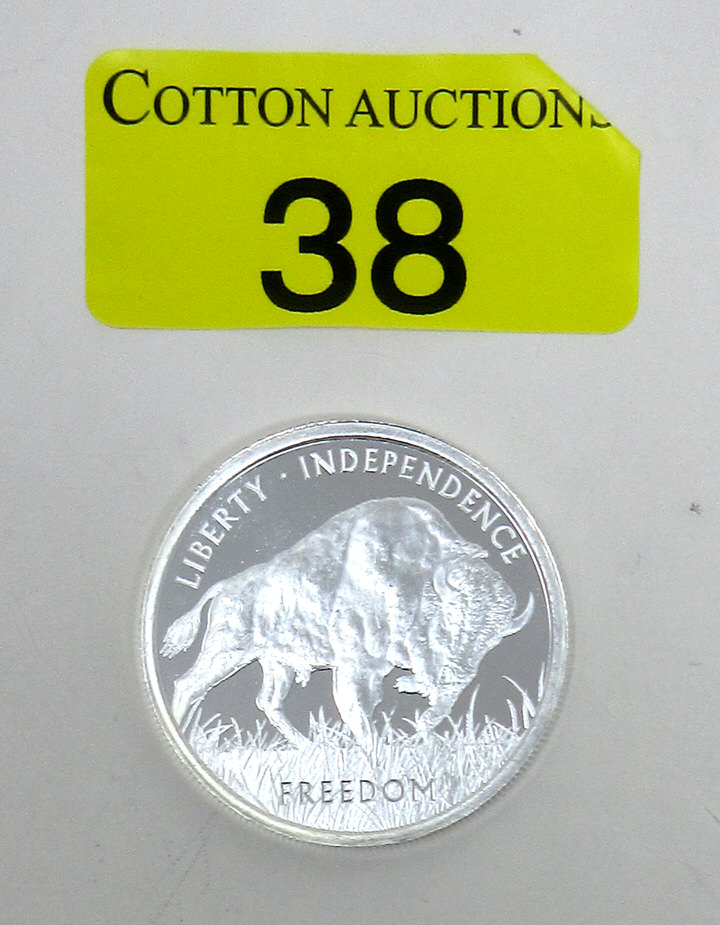 COTTON AUCTIONS
38
LIBERTY · INDEPENDENCE
FREEDOM